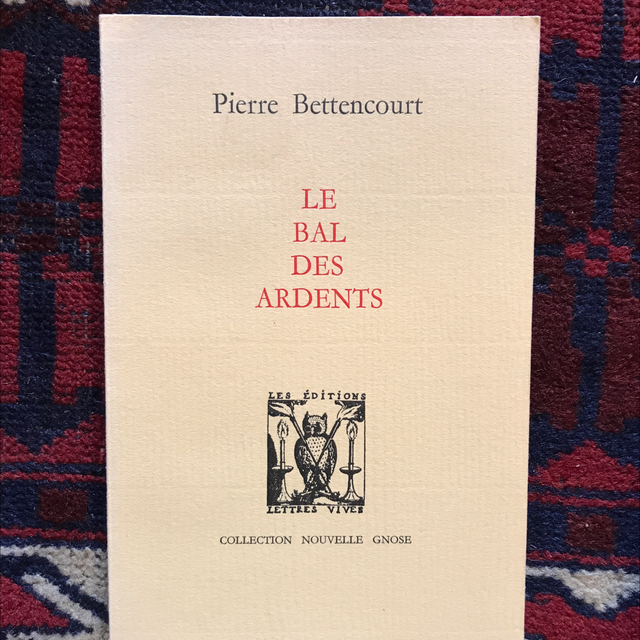 Pierre Bettencourt
LE
BAL
DES
ARDENTS
LES ÉDITIONS
LETTRES VIVES
COLLECTION NOUVELLE GNOSE